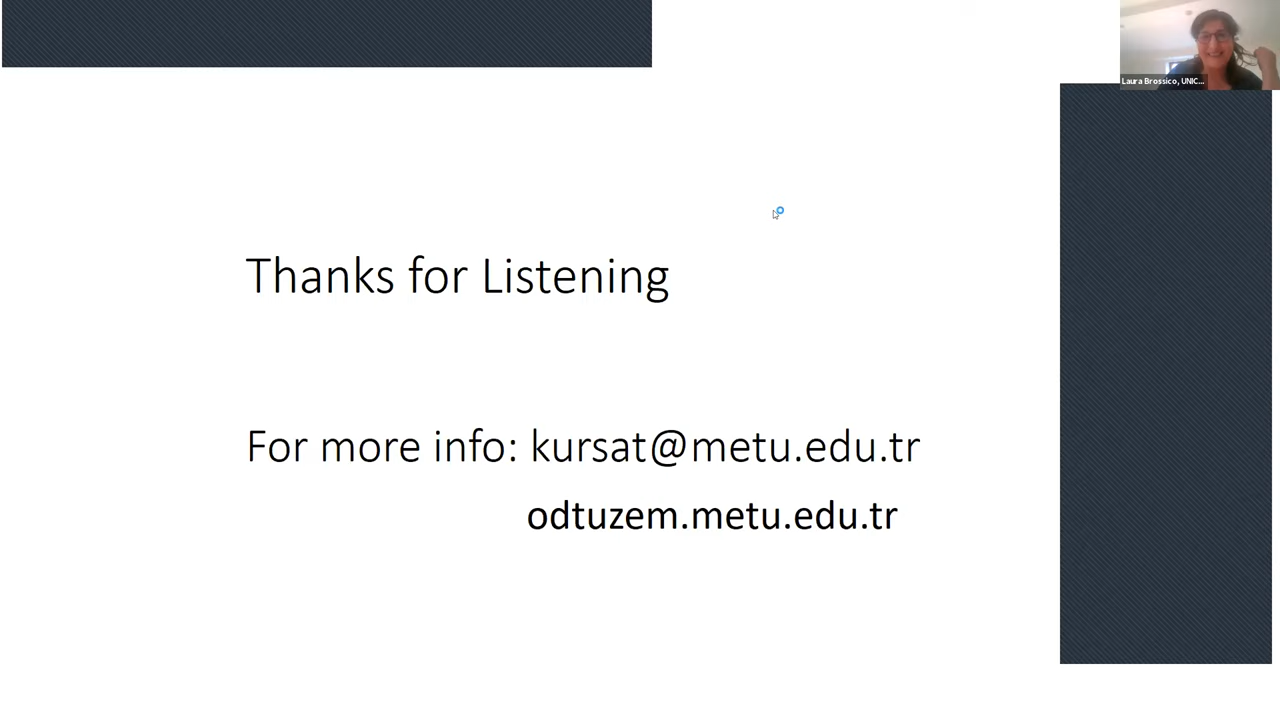 Laura Brossico, UNIC...
Thanks for Listening
For more info: kursat@metu.edu.tr
odtuzem.metu.edu.tr